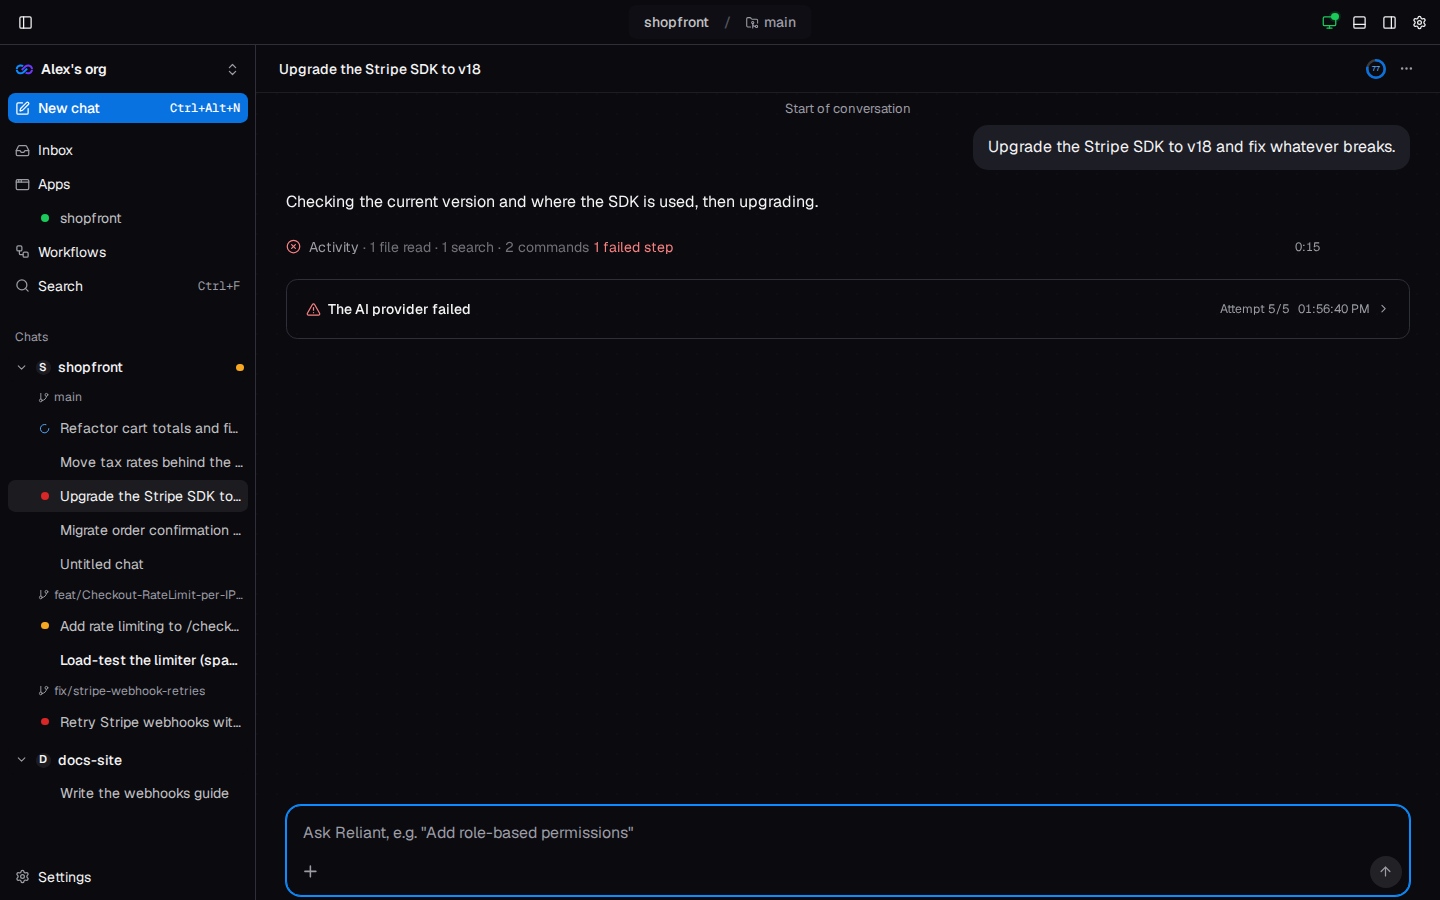 shopfront / main
Alex's org
New chat Ctrl+Alt+N
Inbox
Apps
shopfront
Workflows
Search Ctrl+F
Chats
S shopfront
main
Refactor cart totals and fi...
Move tax rates behind the ...
Upgrade the Stripe SDK to...
Migrate order confirmation ...
Untitled chat
feat/Checkout-RateLimit-per-IP...
Add rate limiting to /check...
Load-test the limiter (spa...
fix/stripe-webhook-retries
Retry Stripe webhooks wit...
D docs-site
Write the webhooks guide
Settings
Upgrade the Stripe SDK to v18
77
Start of conversation
Upgrade the Stripe SDK to v18 and fix whatever breaks.
Checking the current version and where the SDK is used, then upgrading.
Activity · 1 file read · 1 search · 2 commands 1 failed step 0:15
The AI provider failed Attempt 5/5 01:56:40 PM
Ask Reliant, e.g. "Add role-based permissions"